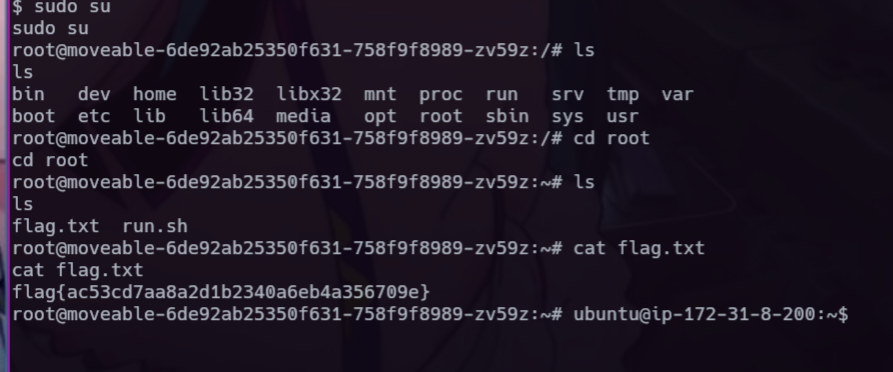 $ sudo su
sudo su
root@moveable-6de92ab25350f631-758f9f8989-zv59z:/# ls
ls
bin   dev  home  lib32  libx32  mnt  proc  run   srv  tmp  var
boot  etc  lib   lib64  media   opt  root  sbin  sys  usr
root@moveable-6de92ab25350f631-758f9f8989-zv59z:/# cd root
cd root
root@moveable-6de92ab25350f631-758f9f8989-zv59z:~# ls
ls
flag.txt  run.sh
root@moveable-6de92ab25350f631-758f9f8989-zv59z:~# cat flag.txt
cat flag.txt
flag{ac53cd7aa8a2d1b2340a6eb4a356709e}
root@moveable-6de92ab25350f631-758f9f8989-zv59z:~# ubuntu@ip-172-31-8-200:~$